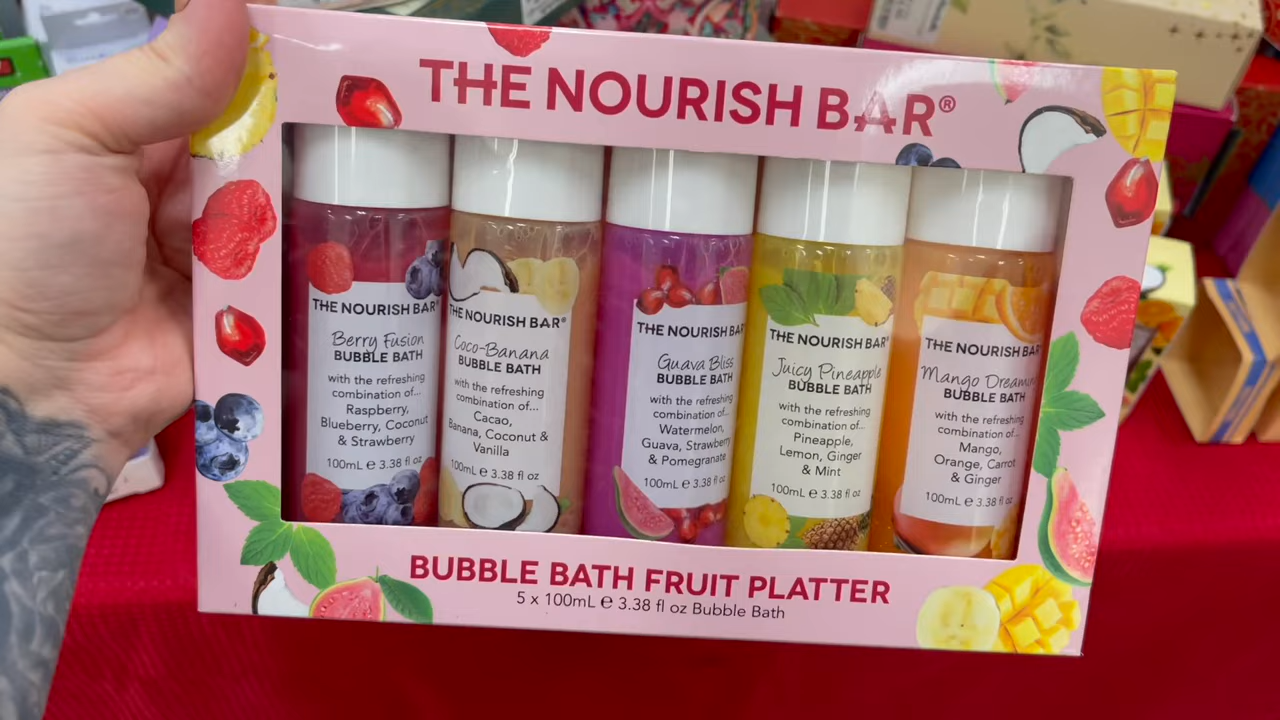 THE NOURISH BAR®
THE NOURISH BAR®
Berry Fusion
BUBBLE BATH
with the refreshing
combination of...
Raspberry,
Blueberry, Coconut
& Strawberry
100mL e 3.38 fl oz
THE NOURISH BAR®
Coco-Banana
BUBBLE BATH
with the refreshing
combination of...
Cacao,
Banana, Coconut &
Vanilla
100mL e 3.38 fl oz
THE NOURISH BAR
Guava Bliss
BUBBLE BATH
with the refreshing
combination of...
Watermelon,
Guava, Strawberry
& Pomegranate
100mL e 3.38 fl oz
THE NOURISH BAR®
Juicy Pineapple
BUBBLE BATH
with the refreshing
combination of...
Pineapple,
Lemon, Ginger
& Mint
100mL e 3.38 fl oz
THE NOURISH BAR
Mango Dreamin
BUBBLE BATH
with the refreshing
combination of...
Mango,
Orange, Carrot
& Ginger
100mL e 3.38 fl oz
BUBBLE BATH FRUIT PLATTER
5 x 100mL e 3.38 fl oz Bubble Bath